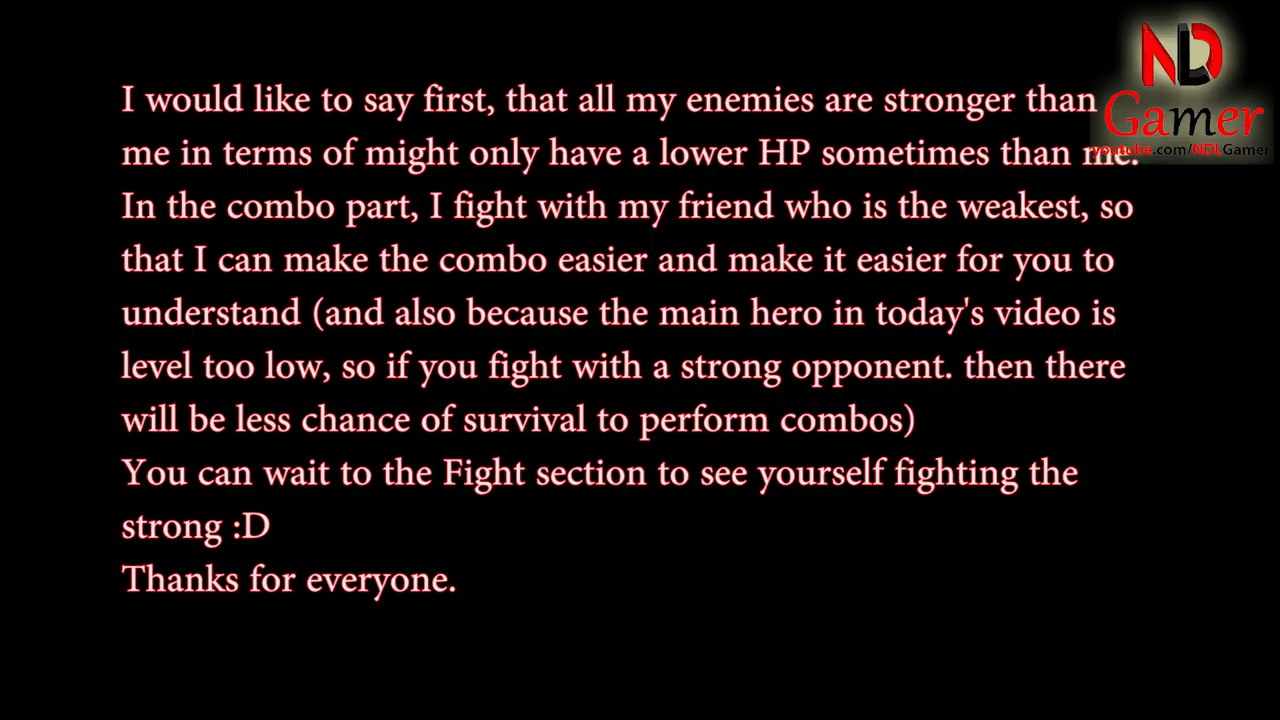 I would like to say first, that all my enemies are stronger than
me in terms of might only have a lower HP sometimes than me.
In the combo part, I fight with my friend who is the weakest, so
that I can make the combo easier and make it easier for you to
understand (and also because the main hero in today's video is
level too low, so if you fight with a strong opponent. then there
will be less chance of survival to perform combos)
You can wait to the Fight section to see yourself fighting the
strong :D
Thanks for everyone.
NDL
Gamer
youtube.com/NDLGamer